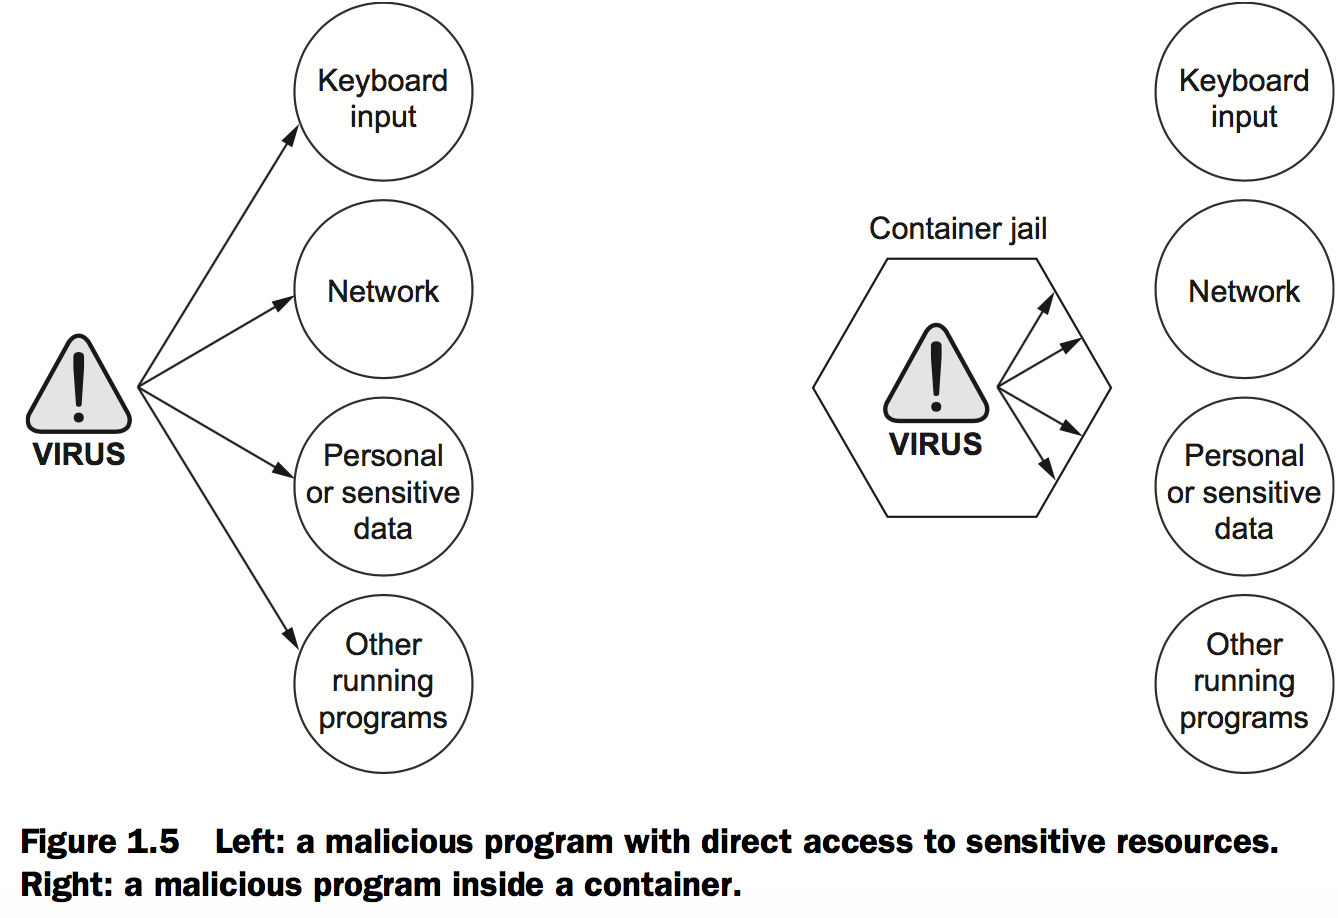 Keyboard
input
Network
Personal
or sensitive
data
Other
running
programs
VIRUS
Container jail
VIRUS
Keyboard
input
Network
Personal
or sensitive
data
Other
running
programs
Figure 1.5 Left: a malicious program with direct access to sensitive resources.
Right: a malicious program inside a container.